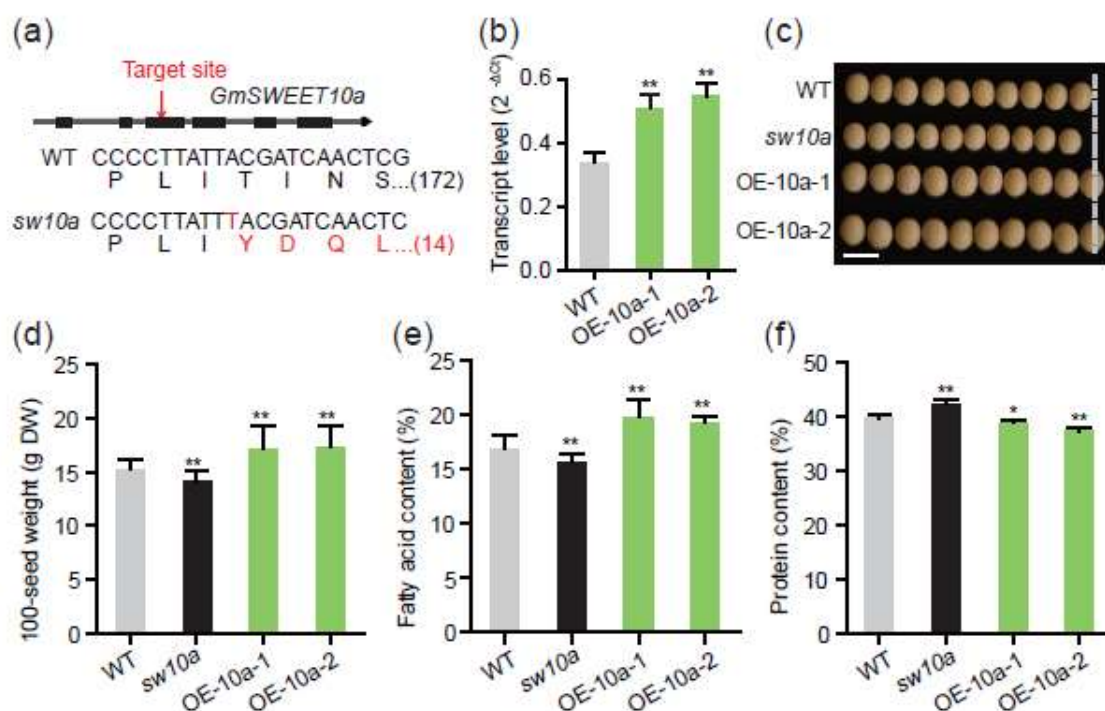 (a)
Target site
GmSWEET10a
WT CCCCTTATTACGATCAACTCG
P L I T I N S...(172)
sw10a CCCCTTATTTACGATCAACTC
P L I Y D Q L...(14)
(b)
Transcript level (2 -ΔCt)
0.6
0.4
0.2
0.0
WT
OE-10a-1
OE-10a-2
**
**
(c)
WT
sw10a
OE-10a-1
OE-10a-2
(d)
100-seed weight (g DW)
25
20
15
10
5
0
WT
sw10a
OE-10a-1
OE-10a-2
**
**
**
(e)
Fatty acid content (%)
25
20
15
10
5
0
WT
sw10a
OE-10a-1
OE-10a-2
**
**
**
(f)
Protein content (%)
50
40
30
20
10
0
WT
sw10a
OE-10a-1
OE-10a-2
**
*
**